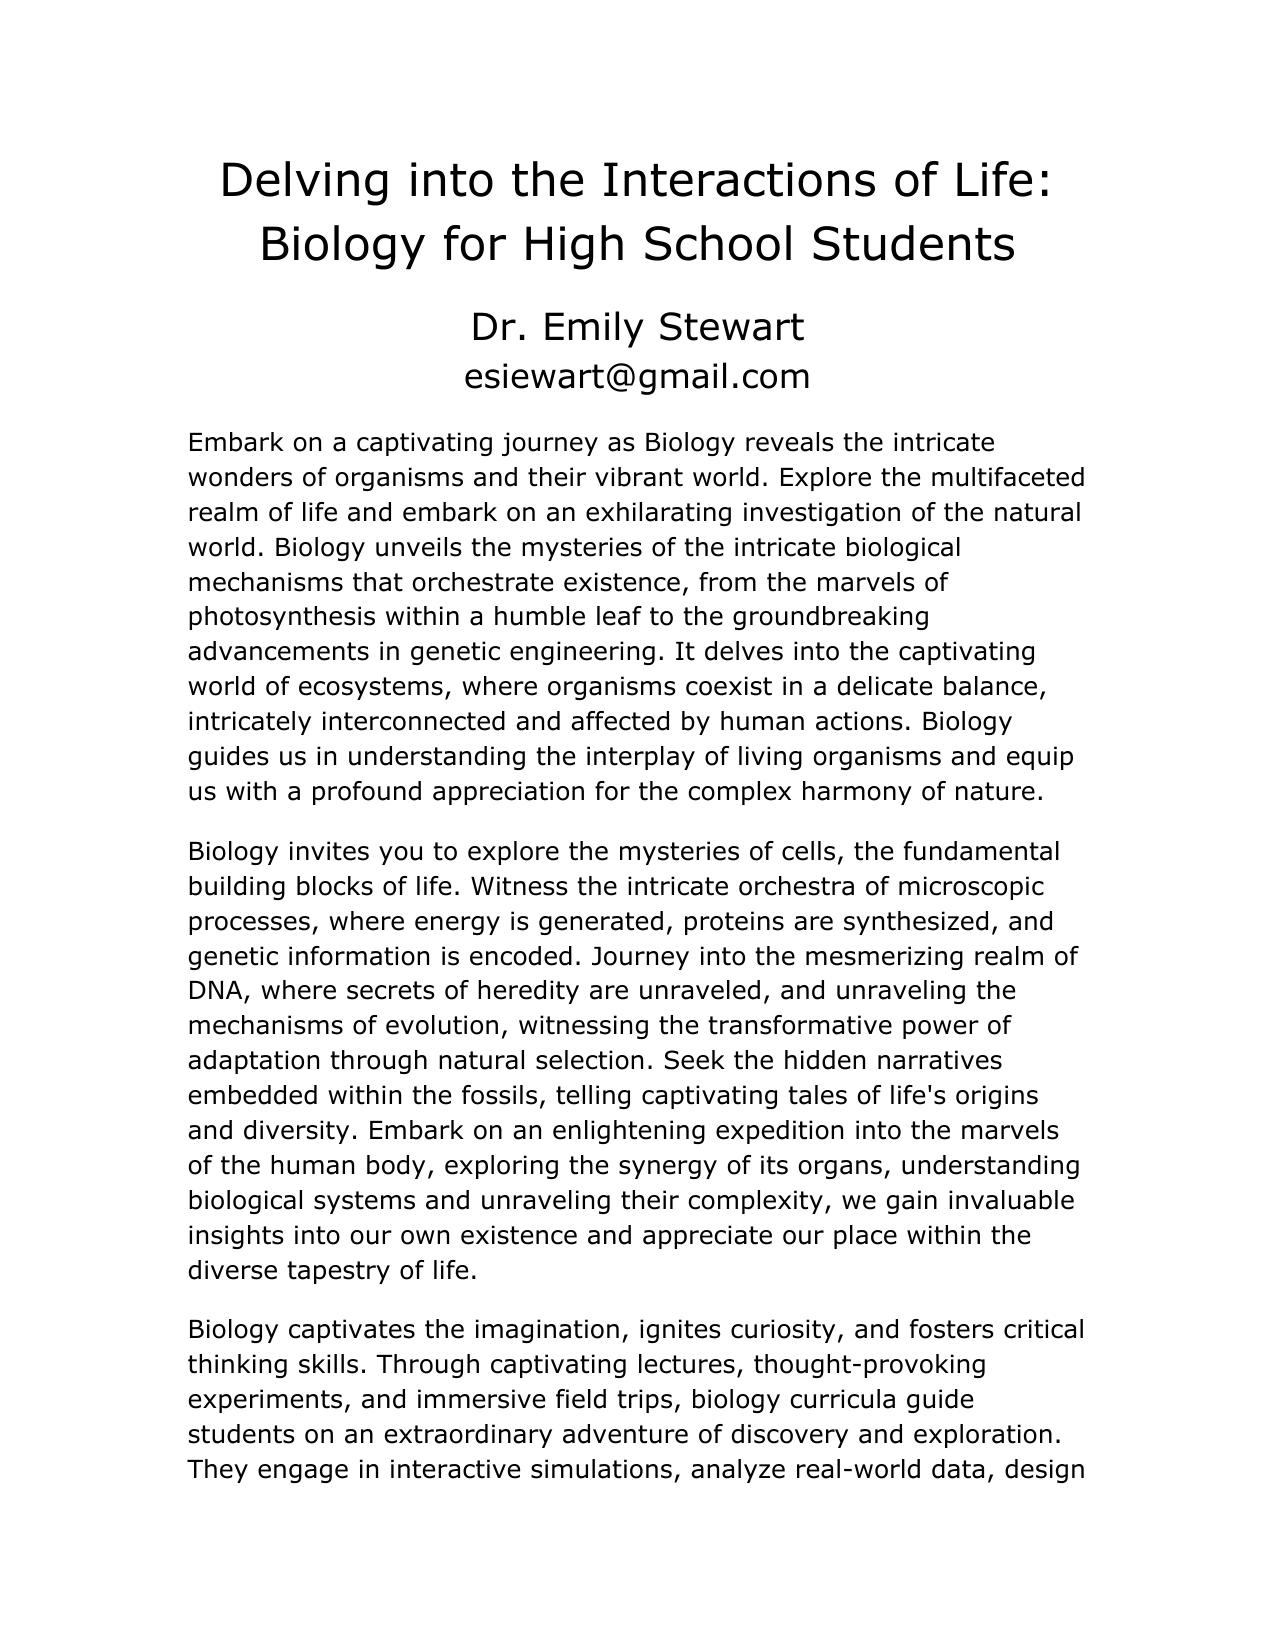 Delving into the Interactions of Life:
Biology for High School Students
Dr. Emily Stewart
esiewart@gmail.com
Embark on a captivating journey as Biology reveals the intricate
wonders of organisms and their vibrant world. Explore the multifaceted
realm of life and embark on an exhilarating investigation of the natural
world. Biology unveils the mysteries of the intricate biological
mechanisms that orchestrate existence, from the marvels of
photosynthesis within a humble leaf to the groundbreaking
advancements in genetic engineering. It delves into the captivating
world of ecosystems, where organisms coexist in a delicate balance,
intricately interconnected and affected by human actions. Biology
guides us in understanding the interplay of living organisms and equip
us with a profound appreciation for the complex harmony of nature.
Biology invites you to explore the mysteries of cells, the fundamental
building blocks of life. Witness the intricate orchestra of microscopic
processes, where energy is generated, proteins are synthesized, and
genetic information is encoded. Journey into the mesmerizing realm of
DNA, where secrets of heredity are unraveled, and unraveling the
mechanisms of evolution, witnessing the transformative power of
adaptation through natural selection. Seek the hidden narratives
embedded within the fossils, telling captivating tales of life's origins
and diversity. Embark on an enlightening expedition into the marvels
of the human body, exploring the synergy of its organs, understanding
biological systems and unraveling their complexity, we gain invaluable
insights into our own existence and appreciate our place within the
diverse tapestry of life.
Biology captivates the imagination, ignites curiosity, and fosters critical
thinking skills. Through captivating lectures, thought-provoking
experiments, and immersive field trips, biology curricula guide
students on an extraordinary adventure of discovery and exploration.
They engage in interactive simulations, analyze real-world data, design